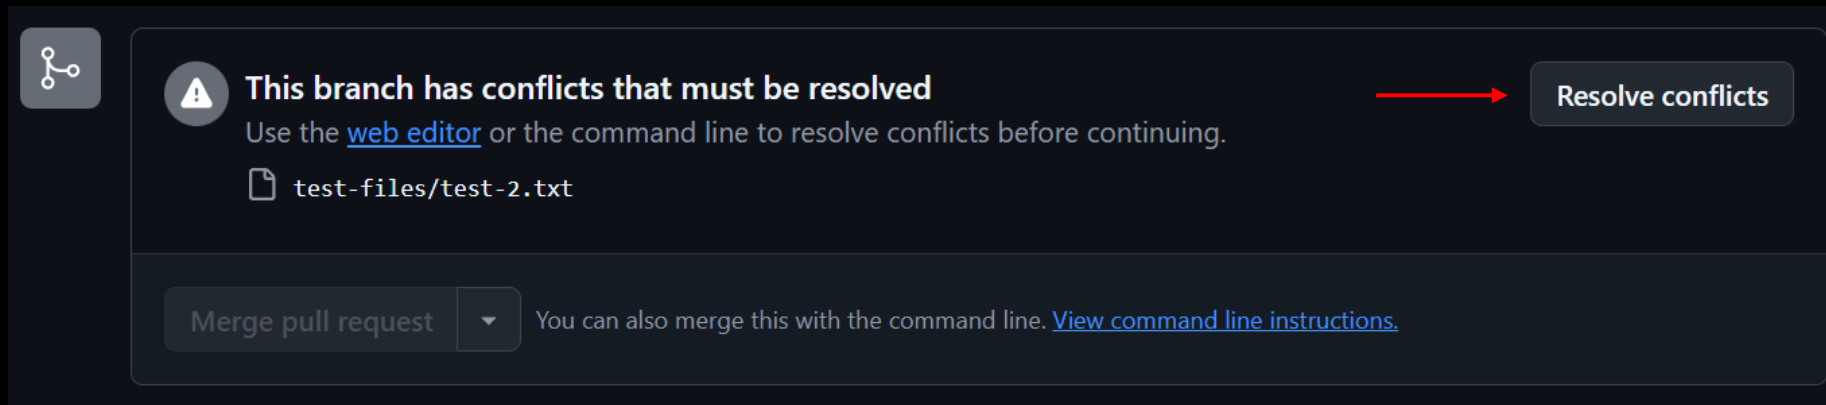 This branch has conflicts that must be resolved
Resolve conflicts
Use the web editor or the command line to resolve conflicts before continuing.
test-files/test-2.txt
Merge pull request
You can also merge this with the command line. View command line instructions.